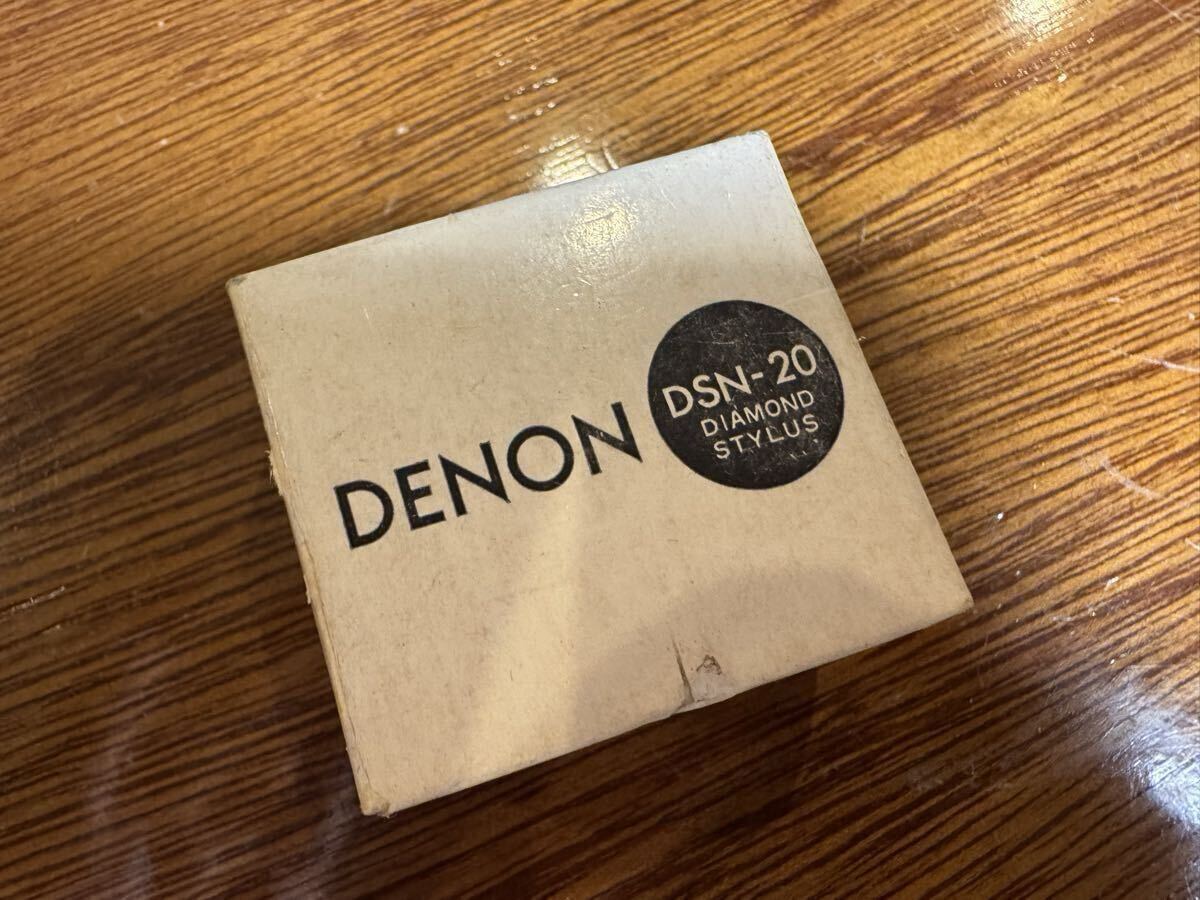 DENON
DSN-20
DIAMOND
STYLUS